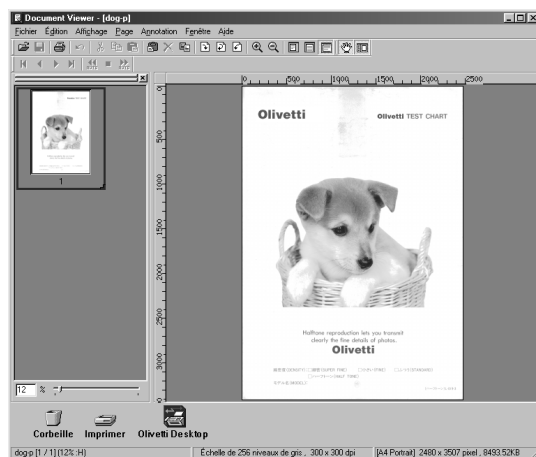 Document Viewer - [dog-p]
Fichier Édition Affichage Page Annotation Fenêtre Aide
1
12 %
0 500 1000 1500 2000 2500
0
500
1000
1500
2000
2500
3000
Olivetti
Olivetti TEST CHART
Halftone reproduction lets you transmit
clearly the fine details of photos.
Olivetti
Corbeille Imprimer Olivetti Desktop
dog-p [1 / 1] (12% :H) Échelle de 256 niveaux de gris , 300 x 300 dpi [A4 Portrait] 2480 x 3507 pixel , 8493.52KB